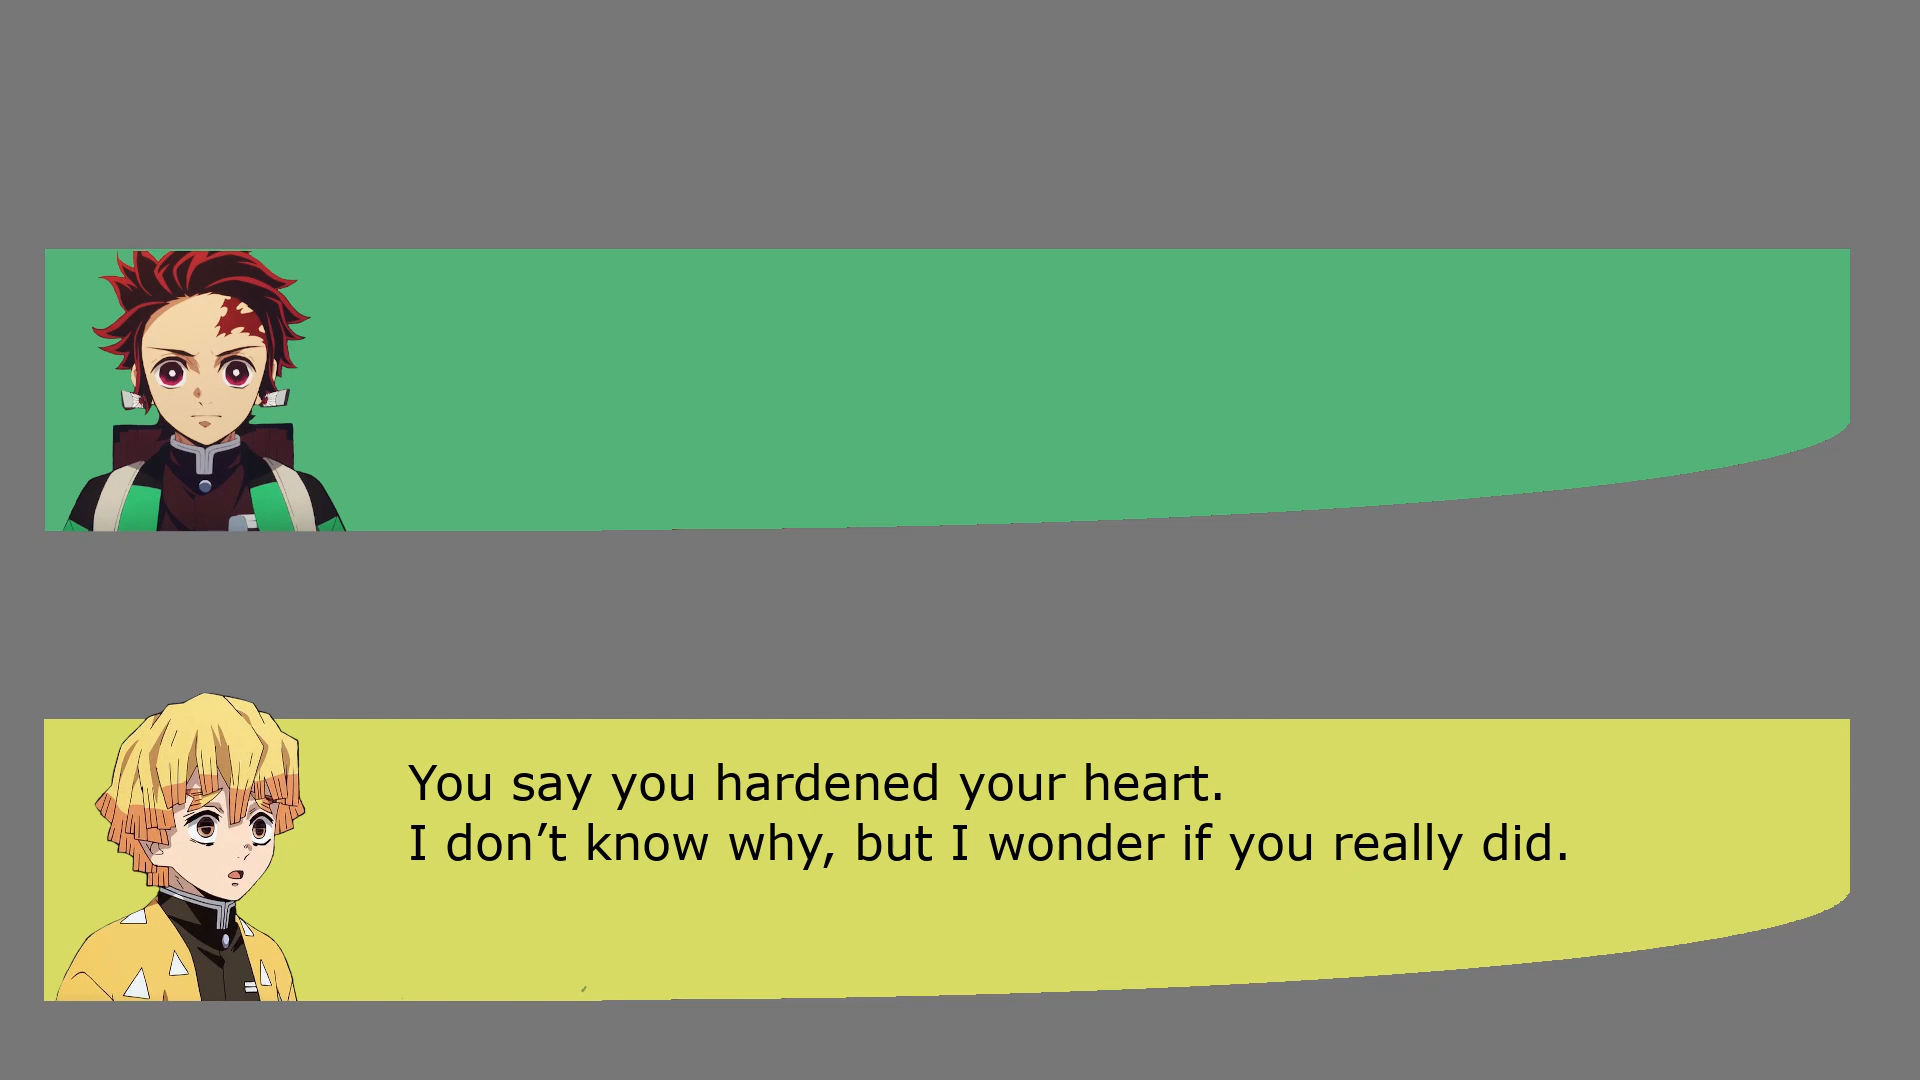 You say you hardened your heart.
I don’t know why, but I wonder if you really did.